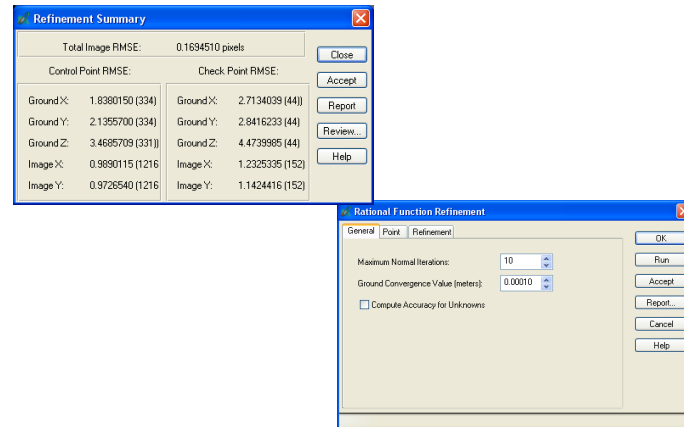 Refinement Summary
Total Image RMSE: 0.1694510 pixels
Control Point RMSE: Check Point RMSE:
Ground X: 1.8380150 (334) Ground X: 2.7134039 (44))
Ground Y: 2.1355700 (334) Ground Y: 2.8416233 (44)
Ground Z: 3.4685709 (331)) Ground Z: 4.4739985 (44)
Image X: 0.9890115 (1216 Image X: 1.2325335 (152)
Image Y: 0.9726540 (1216 Image Y: 1.1424416 (152)
Close
Accept
Report
Review...
Help
Rational Function Refinement
General Point Refinement
Maximum Normal Iterations: 10
Ground Convergence Value (meters): 0.00010
Compute Accuracy for Unknowns
OK
Run
Accept
Report...
Cancel
Help